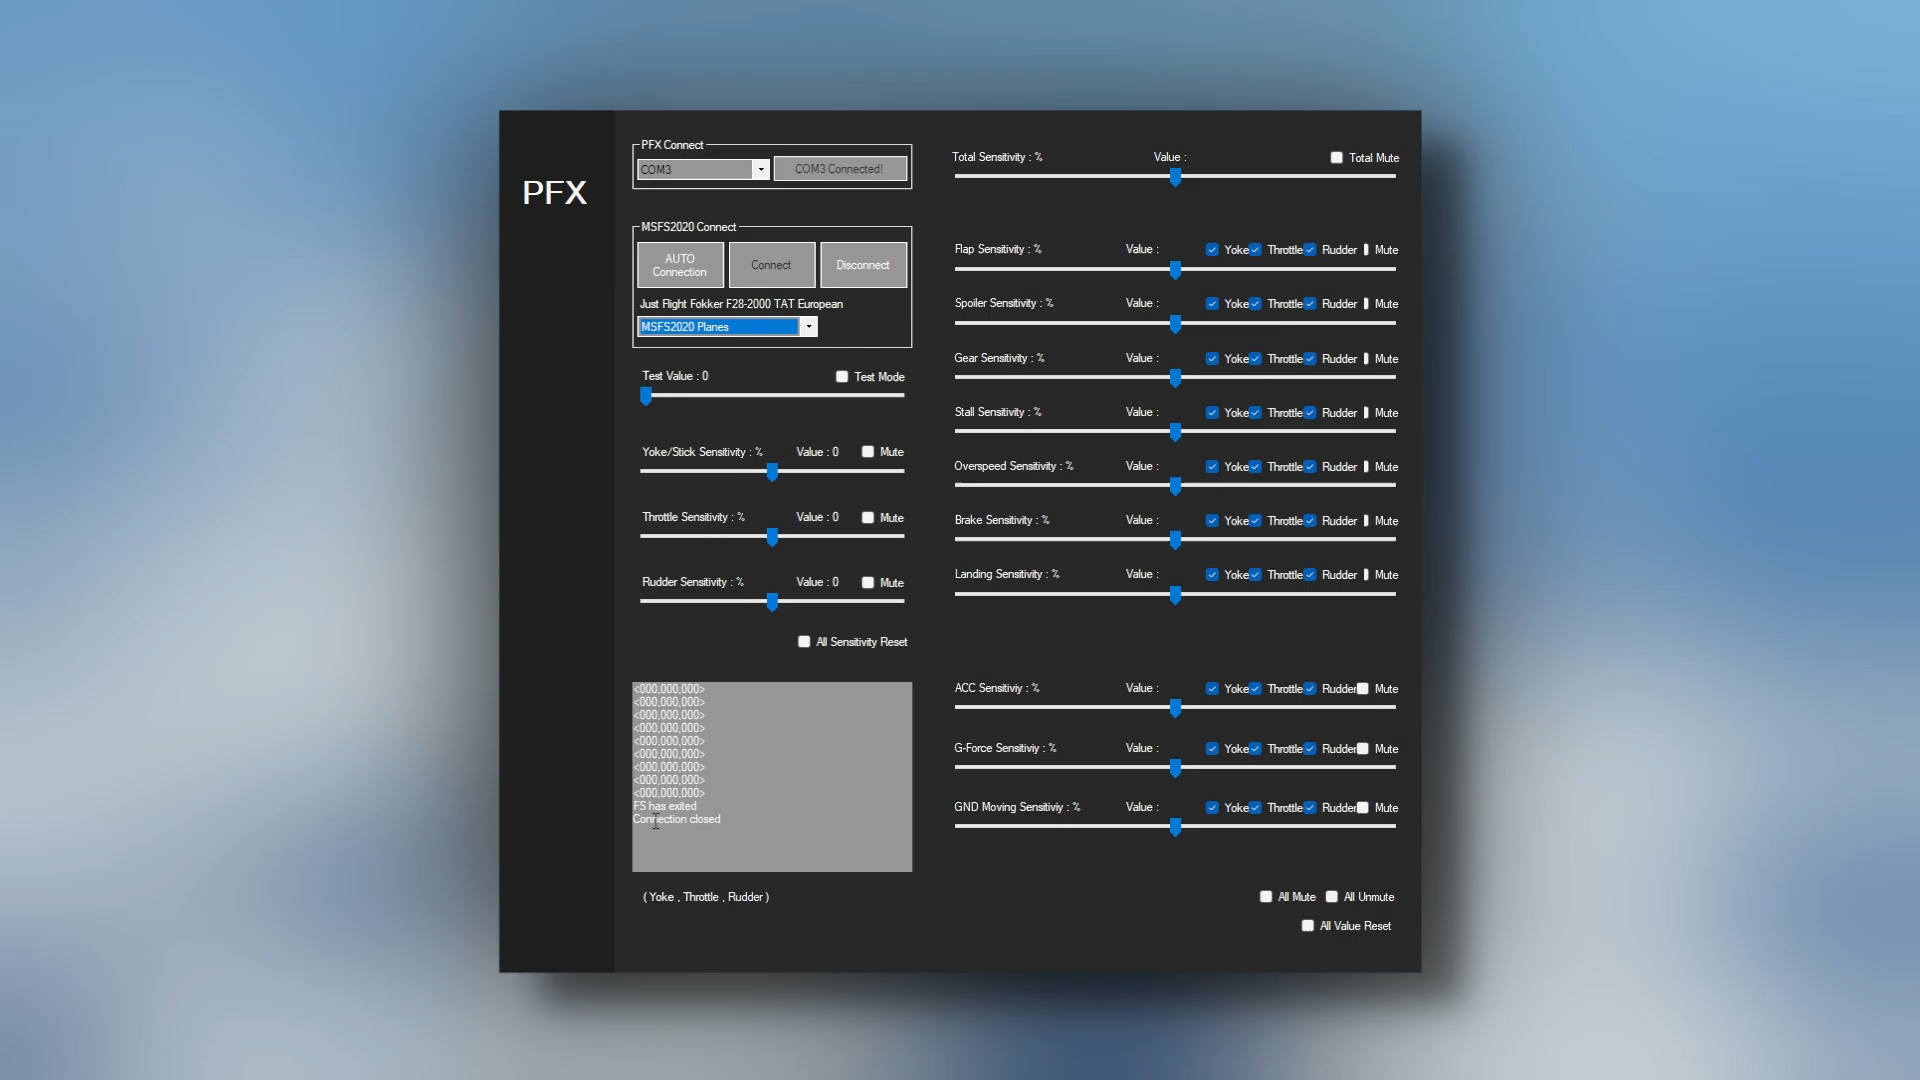 PFX
PFX Connect
COM3
COM3 Connected!
MSFS2020 Connect
AUTO Connection
Connect
Disconnect
Just Flight Fokker F28-2000 TAT European
MSFS2020 Planes
Test Value : 0
Test Mode
Yoke/Stick Sensitivity : %
Value : 0
Mute
Throttle Sensitivity : %
Value : 0
Mute
Rudder Sensitivity : %
Value : 0
Mute
All Sensitivity Reset
<000,000,000>
<000,000,000>
<000,000,000>
<000,000,000>
<000,000,000>
<000,000,000>
<000,000,000>
<000,000,000>
<000,000,000>
FS has exited
Connection closed
( Yoke , Throttle , Rudder )
Total Sensitivity : %
Value :
Total Mute
Flap Sensitivity : %
Value :
Yoke Throttle Rudder Mute
Spoiler Sensitivity : %
Value :
Yoke Throttle Rudder Mute
Gear Sensitivity : %
Value :
Yoke Throttle Rudder Mute
Stall Sensitivity : %
Value :
Yoke Throttle Rudder Mute
Overspeed Sensitivity : %
Value :
Yoke Throttle Rudder Mute
Brake Sensitivity : %
Value :
Yoke Throttle Rudder Mute
Landing Sensitivity : %
Value :
Yoke Throttle Rudder Mute
ACC Sensitiviy : %
Value :
Yoke Throttle Rudder Mute
G-Force Sensitiviy : %
Value :
Yoke Throttle Rudder Mute
GND Moving Sensitiviy : %
Value :
Yoke Throttle Rudder Mute
All Mute
All Unmute
All Value Reset